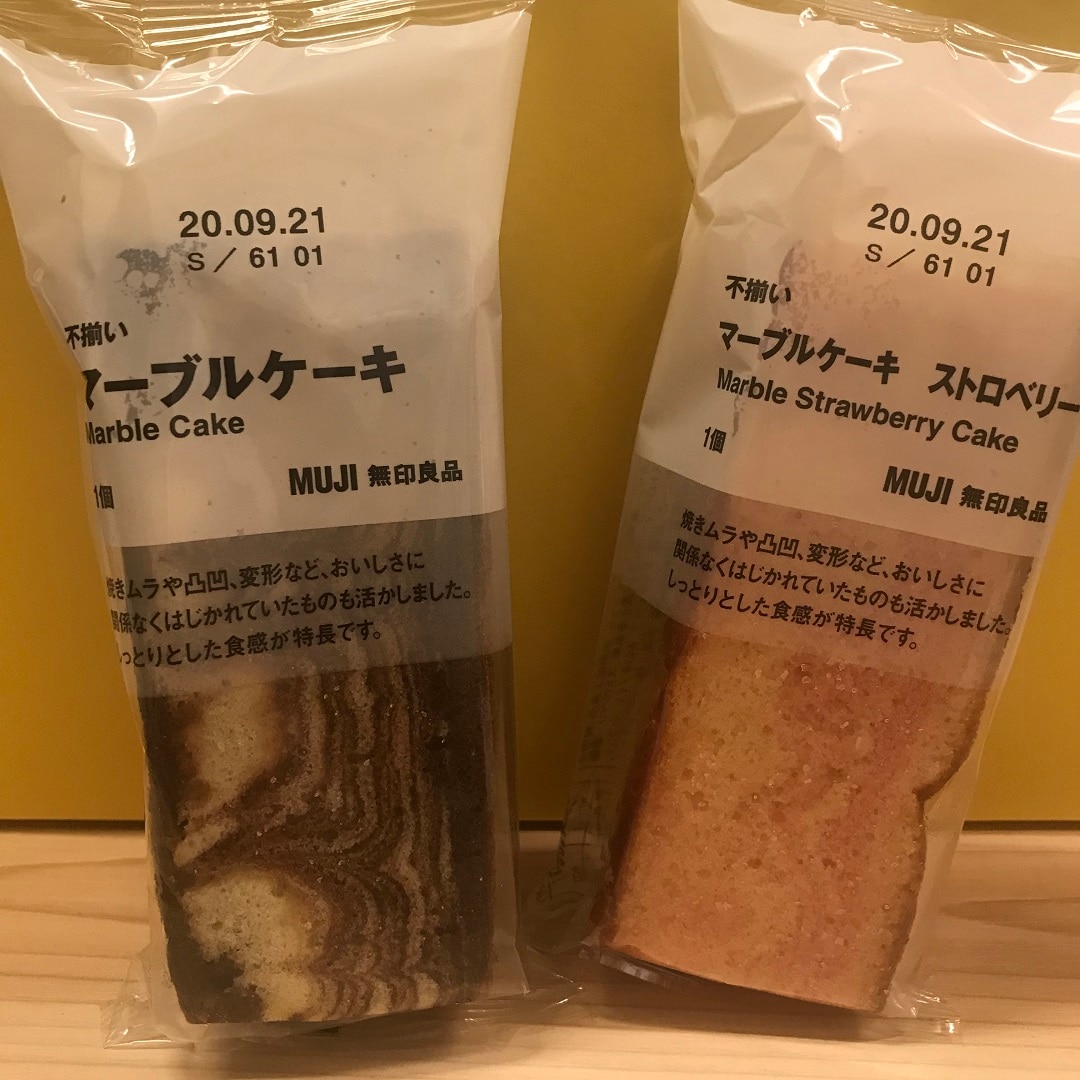 20.09.21
S／61 01
不揃い
マーブルケーキ
Marble Cake
1個
MUJI 無印良品
焼きムラや凸凹、変形など、おいしさに
関係なくはじかれていたものも活かしました。
しっとりとした食感が特長です。
20.09.21
S／61 01
不揃い
マーブルケーキ ストロベリー
Marble Strawberry Cake
1個
MUJI 無印良品
焼きムラや凸凹、変形など、おいしさに
関係なくはじかれていたものも活かしました。
しっとりとした食感が特長です。